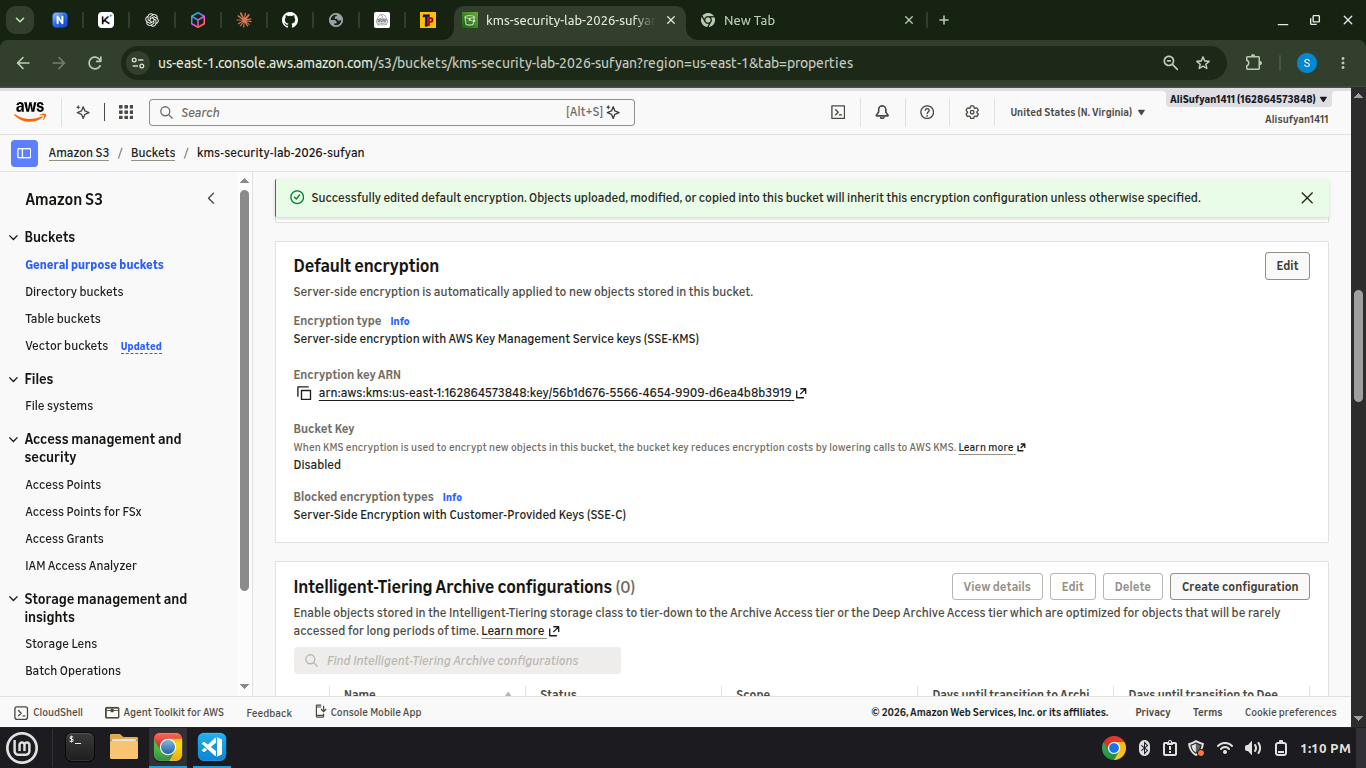 kms-security-lab-2026-sufyan
New Tab
us-east-1.console.aws.amazon.com/s3/buckets/kms-security-lab-2026-sufyan?region=us-east-1&tab=properties
S
aws
Search
[Alt+S]
United States (N. Virginia)
AliSufyan1411 (162864573848)
Alisufyan1411
Amazon S3 / Buckets / kms-security-lab-2026-sufyan
Amazon S3
Buckets
General purpose buckets
Directory buckets
Table buckets
Vector buckets Updated
Files
File systems
Access management and
security
Access Points
Access Points for FSx
Access Grants
IAM Access Analyzer
Storage management and
insights
Storage Lens
Batch Operations
Successfully edited default encryption. Objects uploaded, modified, or copied into this bucket will inherit this encryption configuration unless otherwise specified.
Default encryption
Edit
Server-side encryption is automatically applied to new objects stored in this bucket.
Encryption type Info
Server-side encryption with AWS Key Management Service keys (SSE-KMS)
Encryption key ARN
arn:aws:kms:us-east-1:162864573848:key/56b1d676-5566-4654-9909-d6ea4b8b3919
Bucket Key
When KMS encryption is used to encrypt new objects in this bucket, the bucket key reduces encryption costs by lowering calls to AWS KMS. Learn more
Disabled
Blocked encryption types Info
Server-Side Encryption with Customer-Provided Keys (SSE-C)
Intelligent-Tiering Archive configurations (0)
View details
Edit
Delete
Create configuration
Enable objects stored in the Intelligent-Tiering storage class to tier-down to the Archive Access tier or the Deep Archive Access tier which are optimized for objects that will be rarely
accessed for long periods of time. Learn more
Find Intelligent-Tiering Archive configurations
Name
Status
Scope
Days until transition to Archi
Days until transition to Dee
CloudShell
Agent Toolkit for AWS
Feedback
Console Mobile App
© 2026, Amazon Web Services, Inc. or its affiliates.
Privacy
Terms
Cookie preferences
1:10 PM